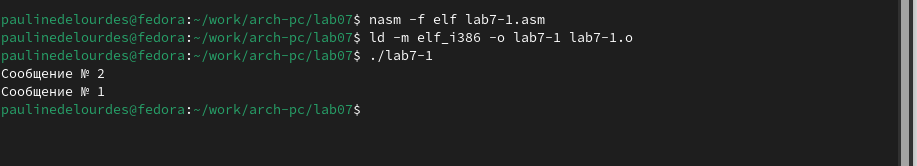 paulinedelourdes@fedora:~/work/arch-pc/lab07$ nasm -f elf lab7-1.asm
paulinedelourdes@fedora:~/work/arch-pc/lab07$ ld -m elf_i386 -o lab7-1 lab7-1.o
paulinedelourdes@fedora:~/work/arch-pc/lab07$ ./lab7-1
Сообщение № 2
Сообщение № 1
paulinedelourdes@fedora:~/work/arch-pc/lab07$